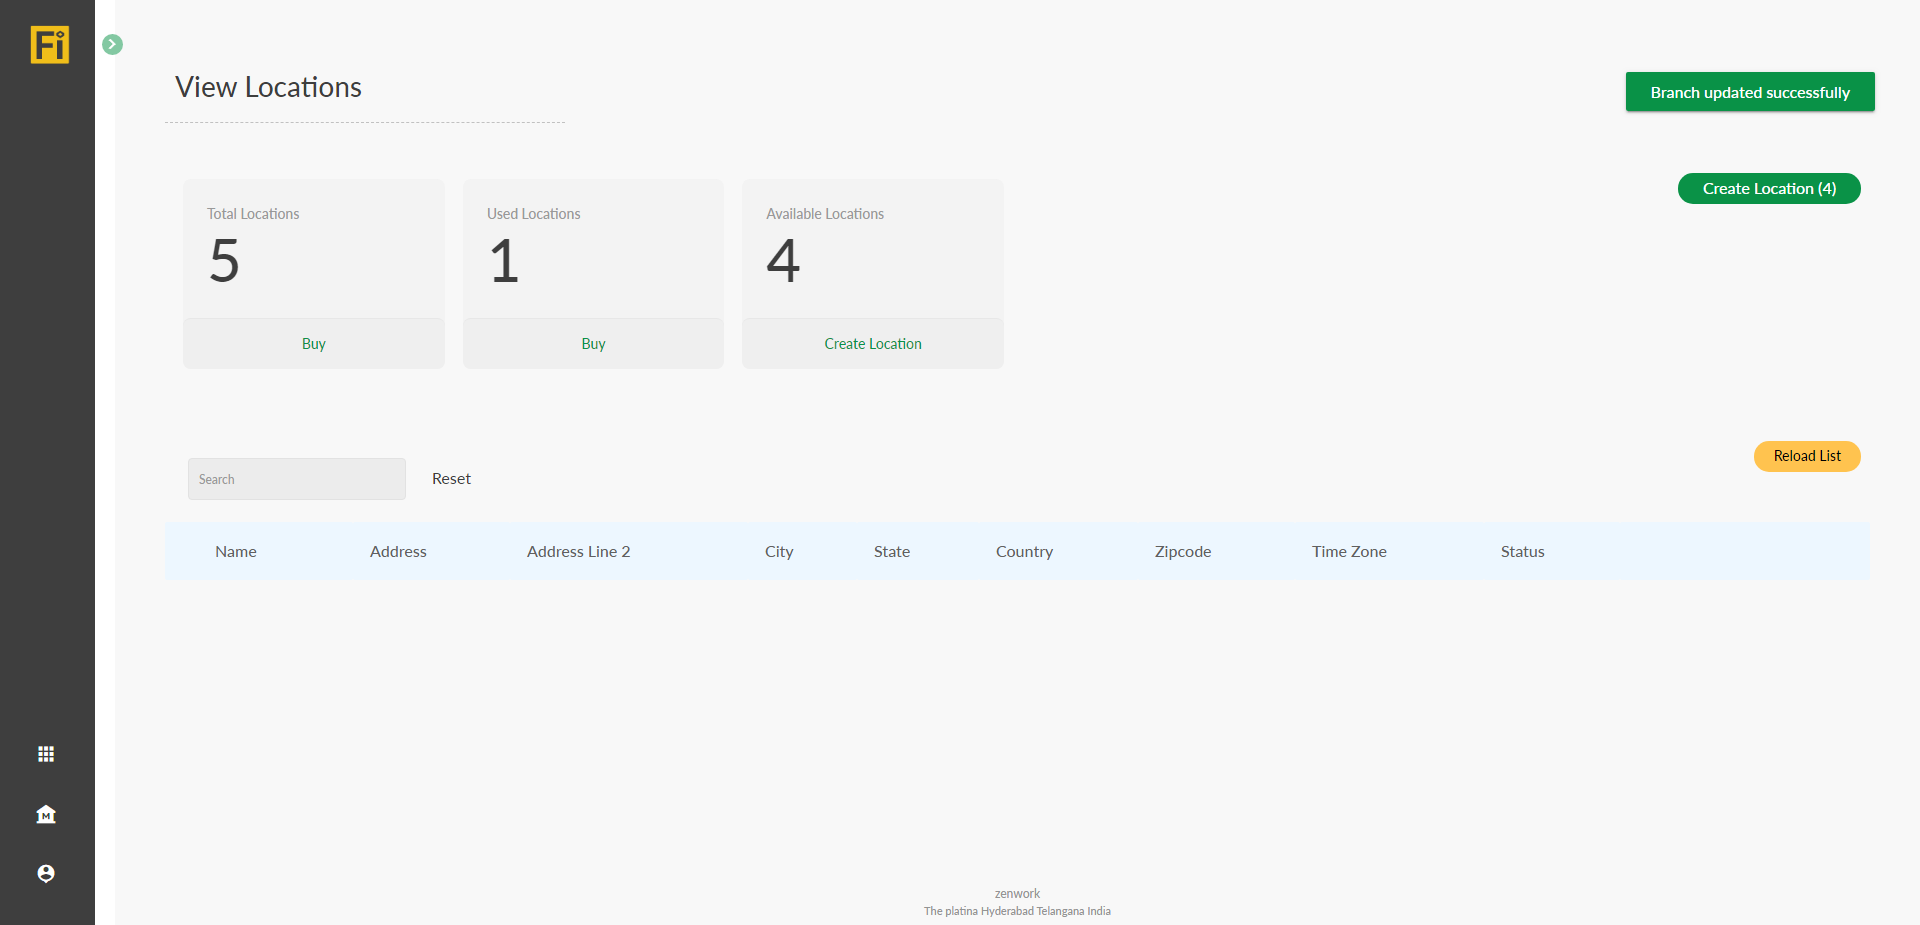 Fi
View Locations
Branch updated successfully
Create Location (4)
Total Locations
5
Buy
Used Locations
1
Buy
Available Locations
4
Create Location
Reload List
Search
Reset
Name Address Address Line 2 City State Country Zipcode Time Zone Status
M
zenwork
The platina Hyderabad Telangana India